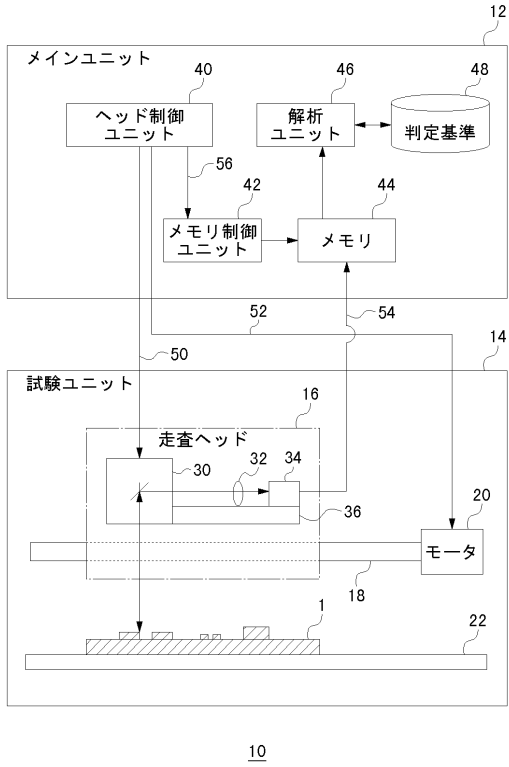 12
メインユニット
40
46
48
ヘッド制御
ユニット
解析
ユニット
判定基準
56
42
44
メモリ制御
ユニット
メモリ
52
54
50
14
試験ユニット
16
走査ヘッド
30
32
34
36
20
モータ
18
1
22
10